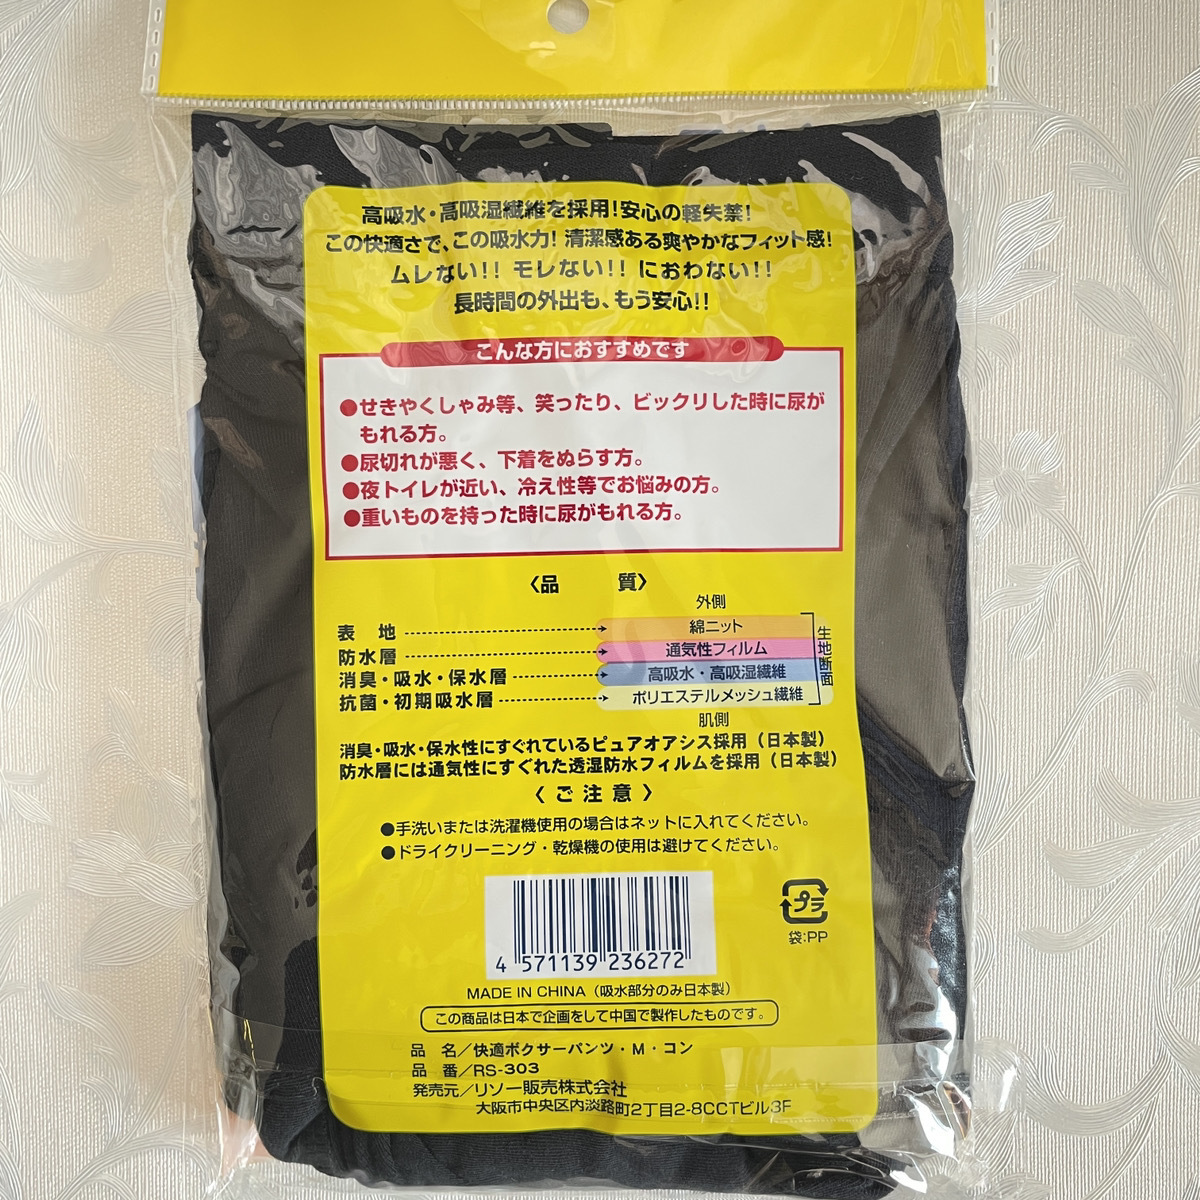 高吸水・高吸湿繊維を採用!安心の軽失禁!
この快適さで、この吸水力! 清潔感ある爽やかなフィット感!
ムレない!! モレない!! におわない!!
長時間の外出も、もう安心!!
こんな方におすすめです
●せきやくしゃみ等、笑ったり、ビックリした時に尿が
もれる方。
●尿切れが悪く、下着をぬらす方。
●夜トイレが近い、冷え性等でお悩みの方。
●重いものを持った時に尿がもれる方。
〈品 質〉
外側
表 地 綿ニット
防水層 通気性フィルム
消臭・吸水・保水層 高吸水・高吸湿繊維
抗菌・初期吸水層 ポリエステルメッシュ繊維
生地断面
肌側
消臭・吸水・保水性にすぐれているピュアオアシス採用（日本製）
防水層には通気性にすぐれた透湿防水フィルムを採用（日本製）
〈ご注意〉
●手洗いまたは洗濯機使用の場合はネットに入れてください。
●ドライクリーニング・乾燥機の使用は避けてください。
プラ
袋:PP
4 571139 236272
MADE IN CHINA（吸水部分のみ日本製）
この商品は日本で企画をして中国で製作したものです。
品 名／快適ボクサーパンツ・M・コン
品 番／RS-303
発売元／リソー販売株式会社
大阪市中央区内淡路町2丁目2-8CCTビル3F